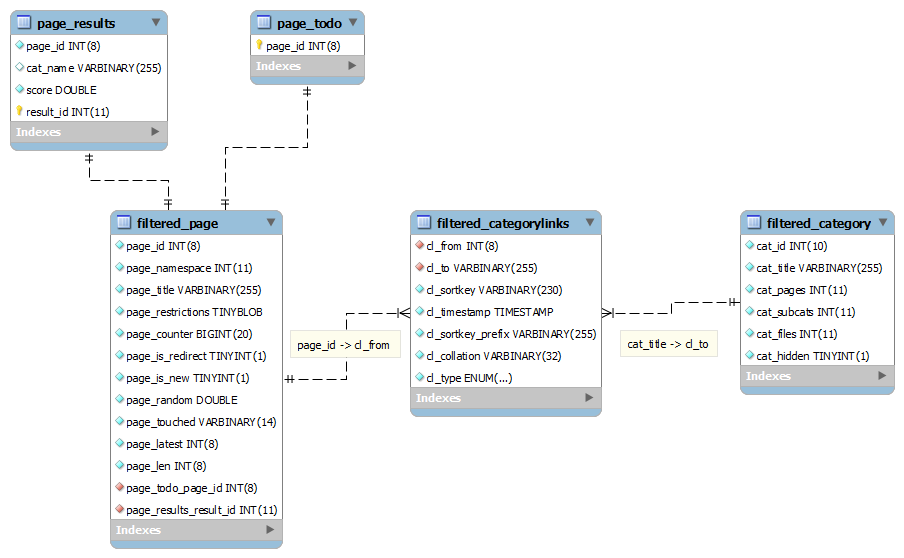 page_results
page_id INT(8)
cat_name VARBINARY(255)
score DOUBLE
result_id INT(11)
Indexes
page_todo
page_id INT(8)
Indexes
filtered_page
page_id INT(8)
page_namespace INT(11)
page_title VARBINARY(255)
page_restrictions TINYBLOB
page_counter BIGINT(20)
page_is_redirect TINYINT(1)
page_is_new TINYINT(1)
page_random DOUBLE
page_touched VARBINARY(14)
page_latest INT(8)
page_len INT(8)
page_todo_page_id INT(8)
page_results_result_id INT(11)
Indexes
page_id -> cl_from
filtered_categorylinks
cl_from INT(8)
cl_to VARBINARY(255)
cl_sortkey VARBINARY(230)
cl_timestamp TIMESTAMP
cl_sortkey_prefix VARBINARY(255)
cl_collation VARBINARY(32)
cl_type ENUM(...)
Indexes
cat_title -> cl_to
filtered_category
cat_id INT(10)
cat_title VARBINARY(255)
cat_pages INT(11)
cat_subcats INT(11)
cat_files INT(11)
cat_hidden TINYINT(1)
Indexes